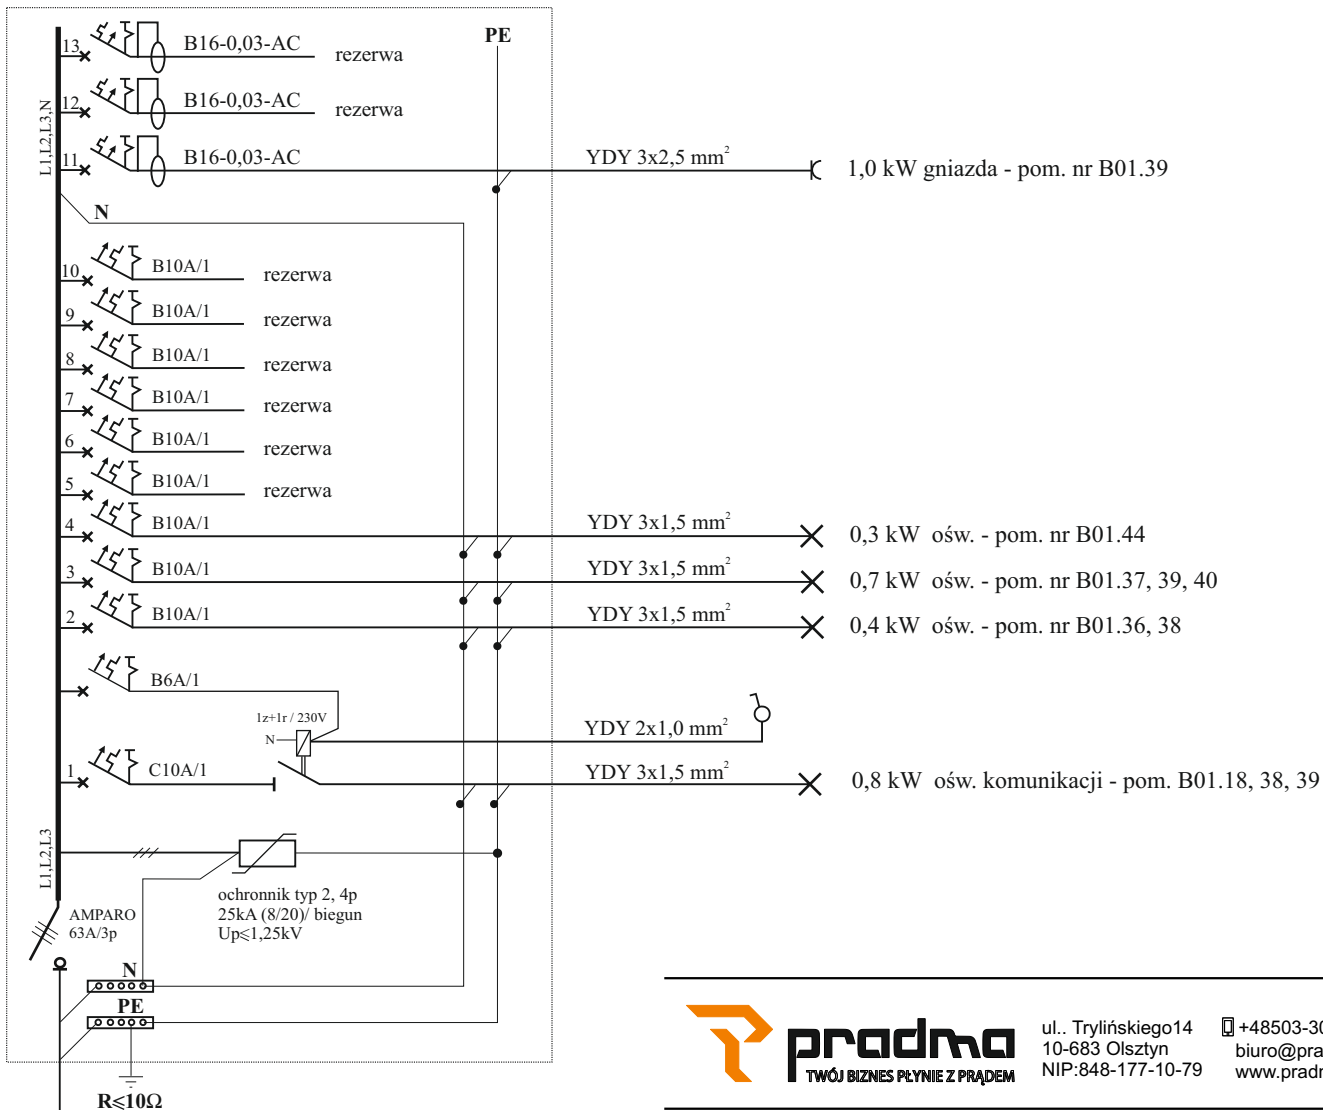 PE
13 B16-0,03-AC rezerwa
12 B16-0,03-AC rezerwa
L1,L2,L3,N
11 B16-0,03-AC YDY 3x2,5 mm² 1,0 kW gniazda - pom. nr B01.39
N
10 B10A/1 rezerwa
9 B10A/1 rezerwa
8 B10A/1 rezerwa
7 B10A/1 rezerwa
6 B10A/1 rezerwa
5 B10A/1 rezerwa
4 B10A/1 YDY 3x1,5 mm² 0,3 kW ośw. - pom. nr B01.44
3 B10A/1 YDY 3x1,5 mm² 0,7 kW ośw. - pom. nr B01.37, 39, 40
2 B10A/1 YDY 3x1,5 mm² 0,4 kW ośw. - pom. nr B01.36, 38
B6A/1
1z+1r / 230V
N
YDY 2x1,0 mm²
1 C10A/1 YDY 3x1,5 mm² 0,8 kW ośw. komunikacji - pom. B01.18, 38, 39
L1,L2,L3
ochronnik typ 2, 4p
25kA (8/20)/ biegun
Up≤1,25kV
AMPARO
63A/3p
N
PE
R≤10Ω
pradma
TWÓJ BIZNES PŁYNIE Z PRĄDEM
ul.. Trylińskiego14
10-683 Olsztyn
NIP:848-177-10-79
+48503-30
biuro@pra
www.pradm